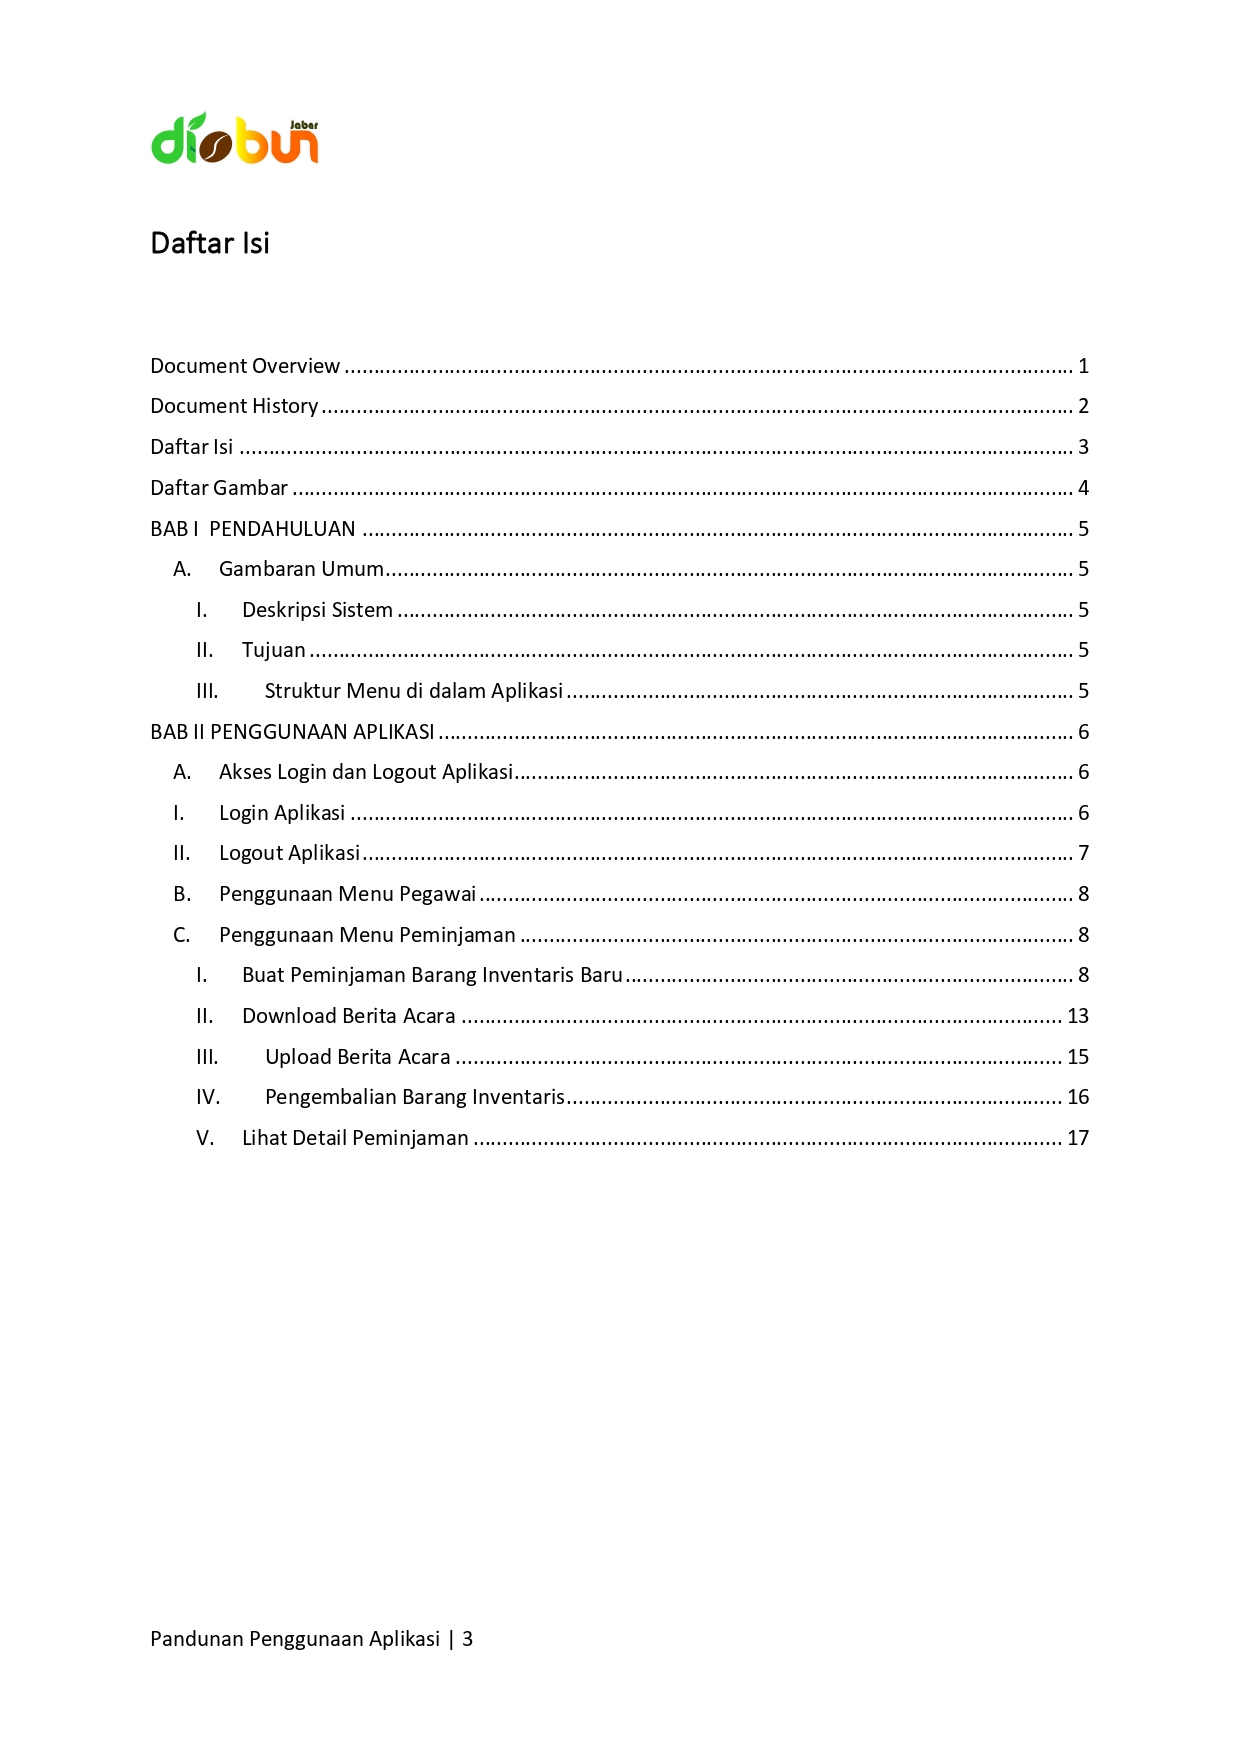 disbun Jabar
Daftar Isi
Document Overview ........................................ 1
Document History ........................................ 2
Daftar Isi ........................................ 3
Daftar Gambar ........................................ 4
BAB I  PENDAHULUAN ........................................ 5
A. Gambaran Umum ........................................ 5
I. Deskripsi Sistem ........................................ 5
II. Tujuan ........................................ 5
III. Struktur Menu di dalam Aplikasi ........................................ 5
BAB II PENGGUNAAN APLIKASI ........................................ 6
A. Akses Login dan Logout Aplikasi ........................................ 6
I. Login Aplikasi ........................................ 6
II. Logout Aplikasi ........................................ 7
B. Penggunaan Menu Pegawai ........................................ 8
C. Penggunaan Menu Peminjaman ........................................ 8
I. Buat Peminjaman Barang Inventaris Baru ........................................ 8
II. Download Berita Acara ........................................ 13
III. Upload Berita Acara ........................................ 15
IV. Pengembalian Barang Inventaris ........................................ 16
V. Lihat Detail Peminjaman ........................................ 17
Pandunan Penggunaan Aplikasi | 3